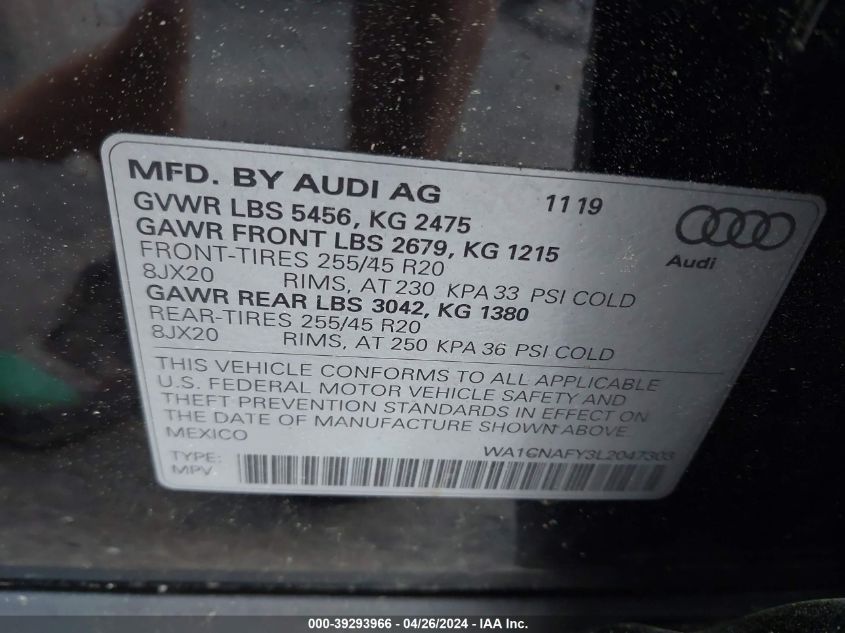 MFD. BY AUDI AG 11 19
GVWR LBS 5456, KG 2475
GAWR FRONT LBS 2679, KG 1215
Audi
FRONT-TIRES 255/45 R20
8JX20 RIMS, AT 230 KPA 33 PSI COLD
GAWR REAR LBS 3042, KG 1380
REAR-TIRES 255/45 R20
8JX20 RIMS, AT 250 KPA 36 PSI COLD
THIS VEHICLE CONFORMS TO ALL APPLICABLE
U.S. FEDERAL MOTOR VEHICLE SAFETY AND
THEFT PREVENTION STANDARDS IN EFFECT ON
THE DATE OF MANUFACTURE SHOWN ABOVE.
MEXICO
WA1CNAFY3L2047303
TYPE:
MPV
000-39293966 / 04/26/2024 - IAA Inc.